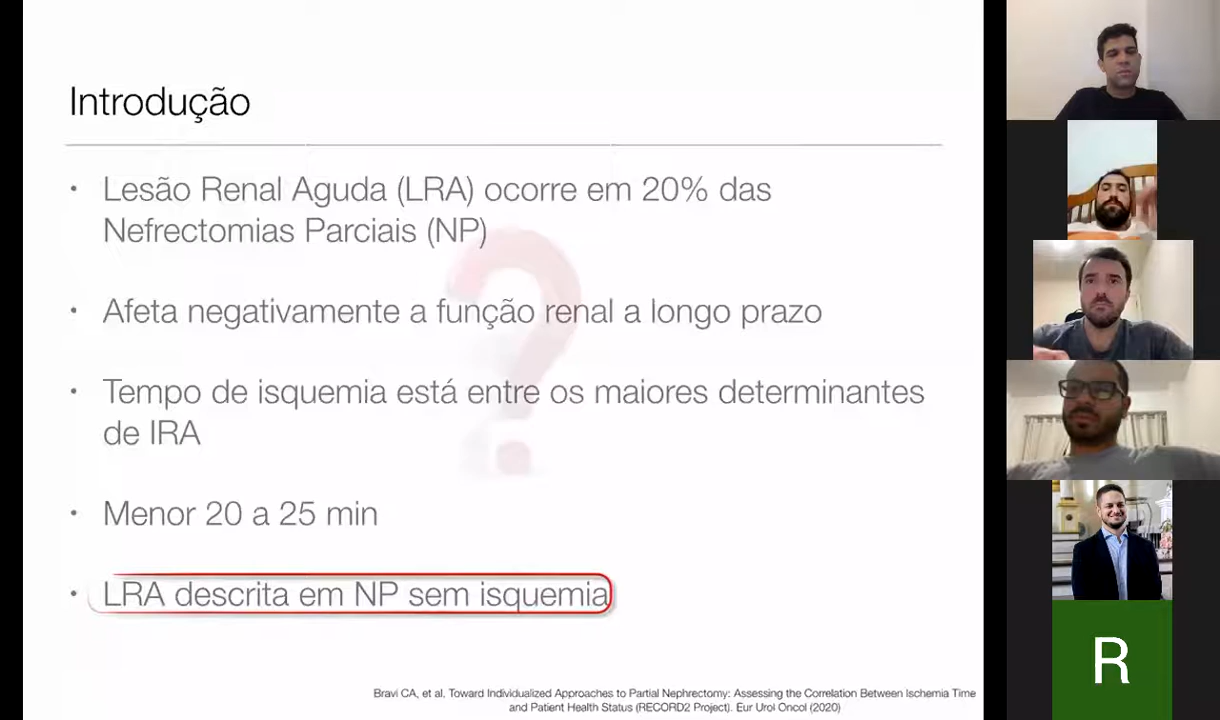 Introdução
• Lesão Renal Aguda (LRA) ocorre em 20% das
Nefrectomias Parciais (NP)
• Afeta negativamente a função renal a longo prazo
• Tempo de isquemia está entre os maiores determinantes
de IRA
• Menor 20 a 25 min
• LRA descrita em NP sem isquemia
Bravi CA, et al. Toward Individualized Approaches to Partial Nephrectomy: Assessing the Correlation Between Ischemia Time
and Patient Health Status (RECORD2 Project). Eur Urol Oncol (2020)
?
R